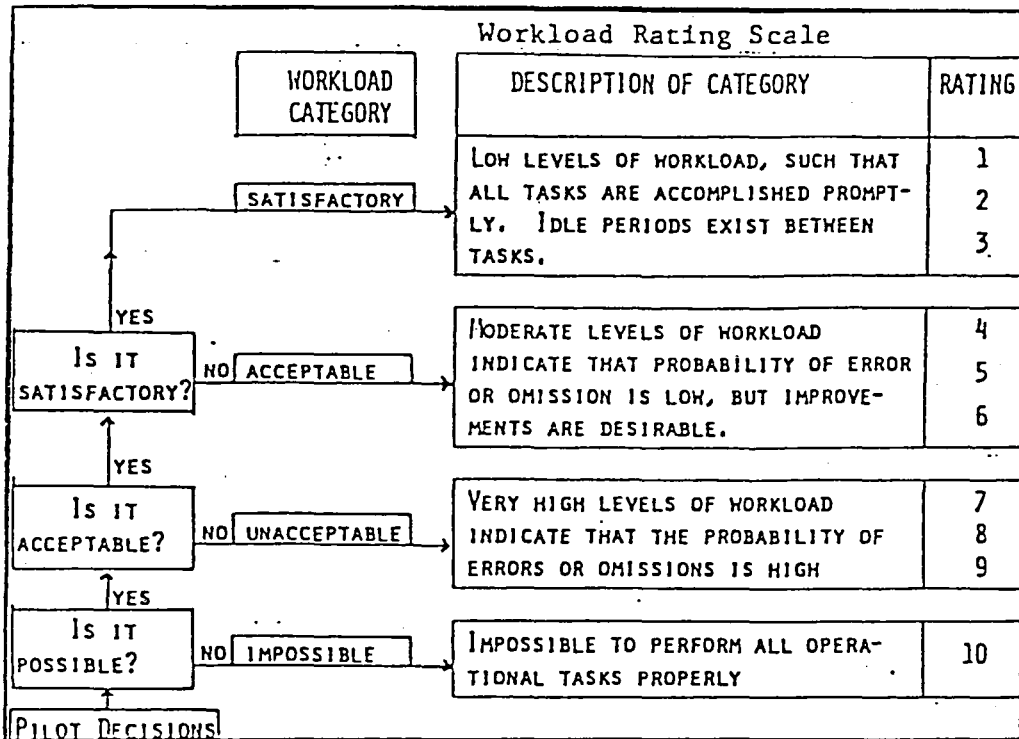 Workload Rating Scale
WORKLOAD
CATEGORY
DESCRIPTION OF CATEGORY
RATING
SATISFACTORY
LOW LEVELS OF WORKLOAD, SUCH THAT
ALL TASKS ARE ACCOMPLISHED PROMPT-
LY. IDLE PERIODS EXIST BETWEEN
TASKS.
1
2
3
YES
IS IT
SATISFACTORY?
NO
ACCEPTABLE
MODERATE LEVELS OF WORKLOAD
INDICATE THAT PROBABILITY OF ERROR
OR OMISSION IS LOW, BUT IMPROVE-
MENTS ARE DESIRABLE.
4
5
6
YES
IS IT
ACCEPTABLE?
NO
UNACCEPTABLE
VERY HIGH LEVELS OF WORKLOAD
INDICATE THAT THE PROBABILITY OF
ERRORS OR OMISSIONS IS HIGH
7
8
9
YES
IS IT
POSSIBLE?
NO
IMPOSSIBLE
IMPOSSIBLE TO PERFORM ALL OPERA-
TIONAL TASKS PROPERLY
10
PILOT DECISIONS